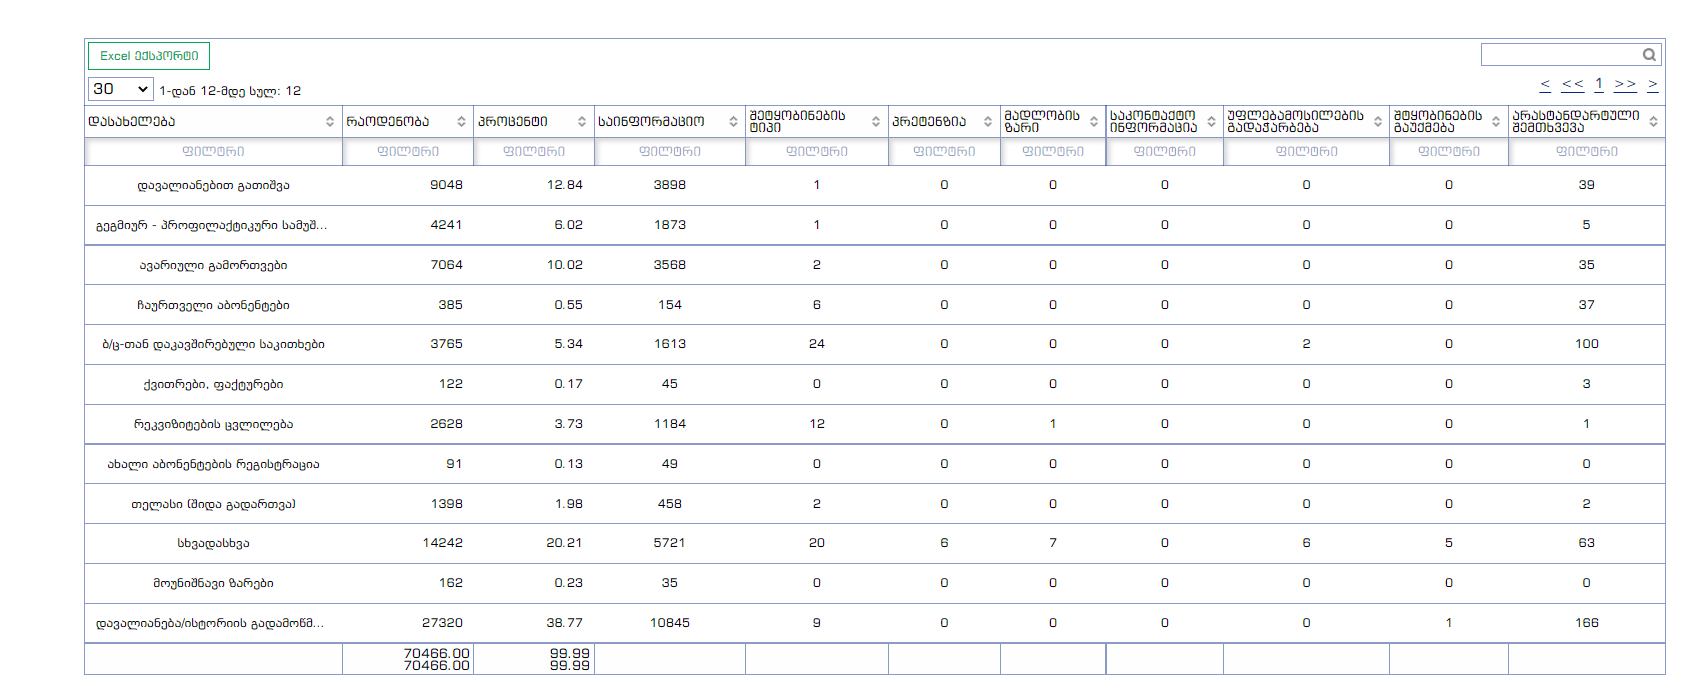 Excel ექსპორტი
30 1-დან 12-მდე სულ: 12
< << 1 >> >
დასახელება რაოდენობა პროცენტი საინფორმაციო შეტყობინების ტიპი პრეტენზია მადლობის ზარი საკონტაქტო ინფორმაცია უფლებამოსილების გადაჭარბება შტყობინების გაუქმება არასტანდარტული შემთხვევა
ფილტრი ფილტრი ფილტრი ფილტრი ფილტრი ფილტრი ფილტრი ფილტრი ფილტრი ფილტრი ფილტრი
დავალიანებით გათიშვა 9048 12.84 3898 1 0 0 0 0 0 39
გეგმიურ - პროფილაქტიკური სამუშ... 4241 6.02 1873 1 0 0 0 0 0 5
ავარიული გამორთვები 7064 10.02 3568 2 0 0 0 0 0 35
ჩაურთველი აბონენტები 385 0.55 154 6 0 0 0 0 0 37
ბ/ც-თან დაკავშირებული საკითხები 3765 5.34 1613 24 0 0 0 2 0 100
ქვითრები, ფაქტურები 122 0.17 45 0 0 0 0 0 0 3
რეკვიზიტების ცვლილება 2628 3.73 1184 12 0 1 0 0 0 1
ახალი აბონენტების რეგისტრაცია 91 0.13 49 0 0 0 0 0 0 0
თელასი (შიდა გადართვა) 1398 1.98 458 2 0 0 0 0 0 2
სხვადასხვა 14242 20.21 5721 20 6 7 0 6 5 63
მოუნიშნავი ზარები 162 0.23 35 0 0 0 0 0 0 0
დავალიანება/ისტორიის გადამოწმ... 27320 38.77 10845 9 0 0 0 0 1 166
70466.00 99.99
70466.00 99.99